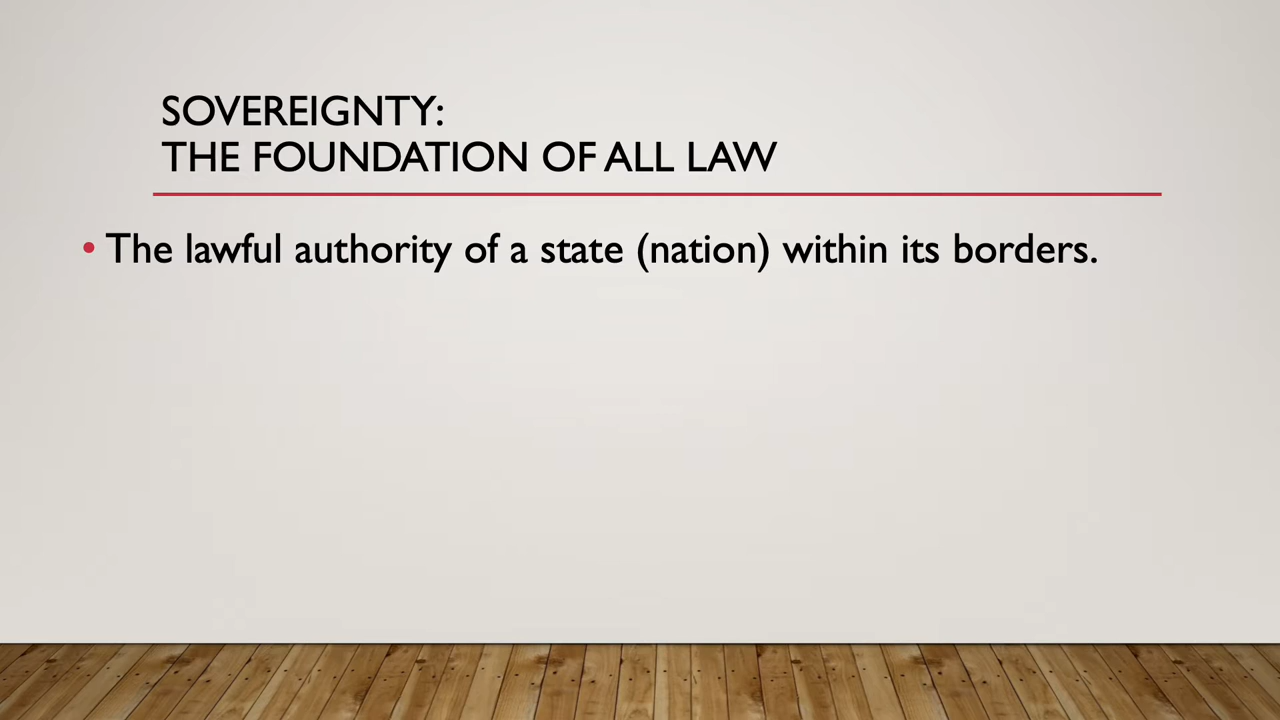 SOVEREIGNTY:
THE FOUNDATION OF ALL LAW
• The lawful authority of a state (nation) within its borders.